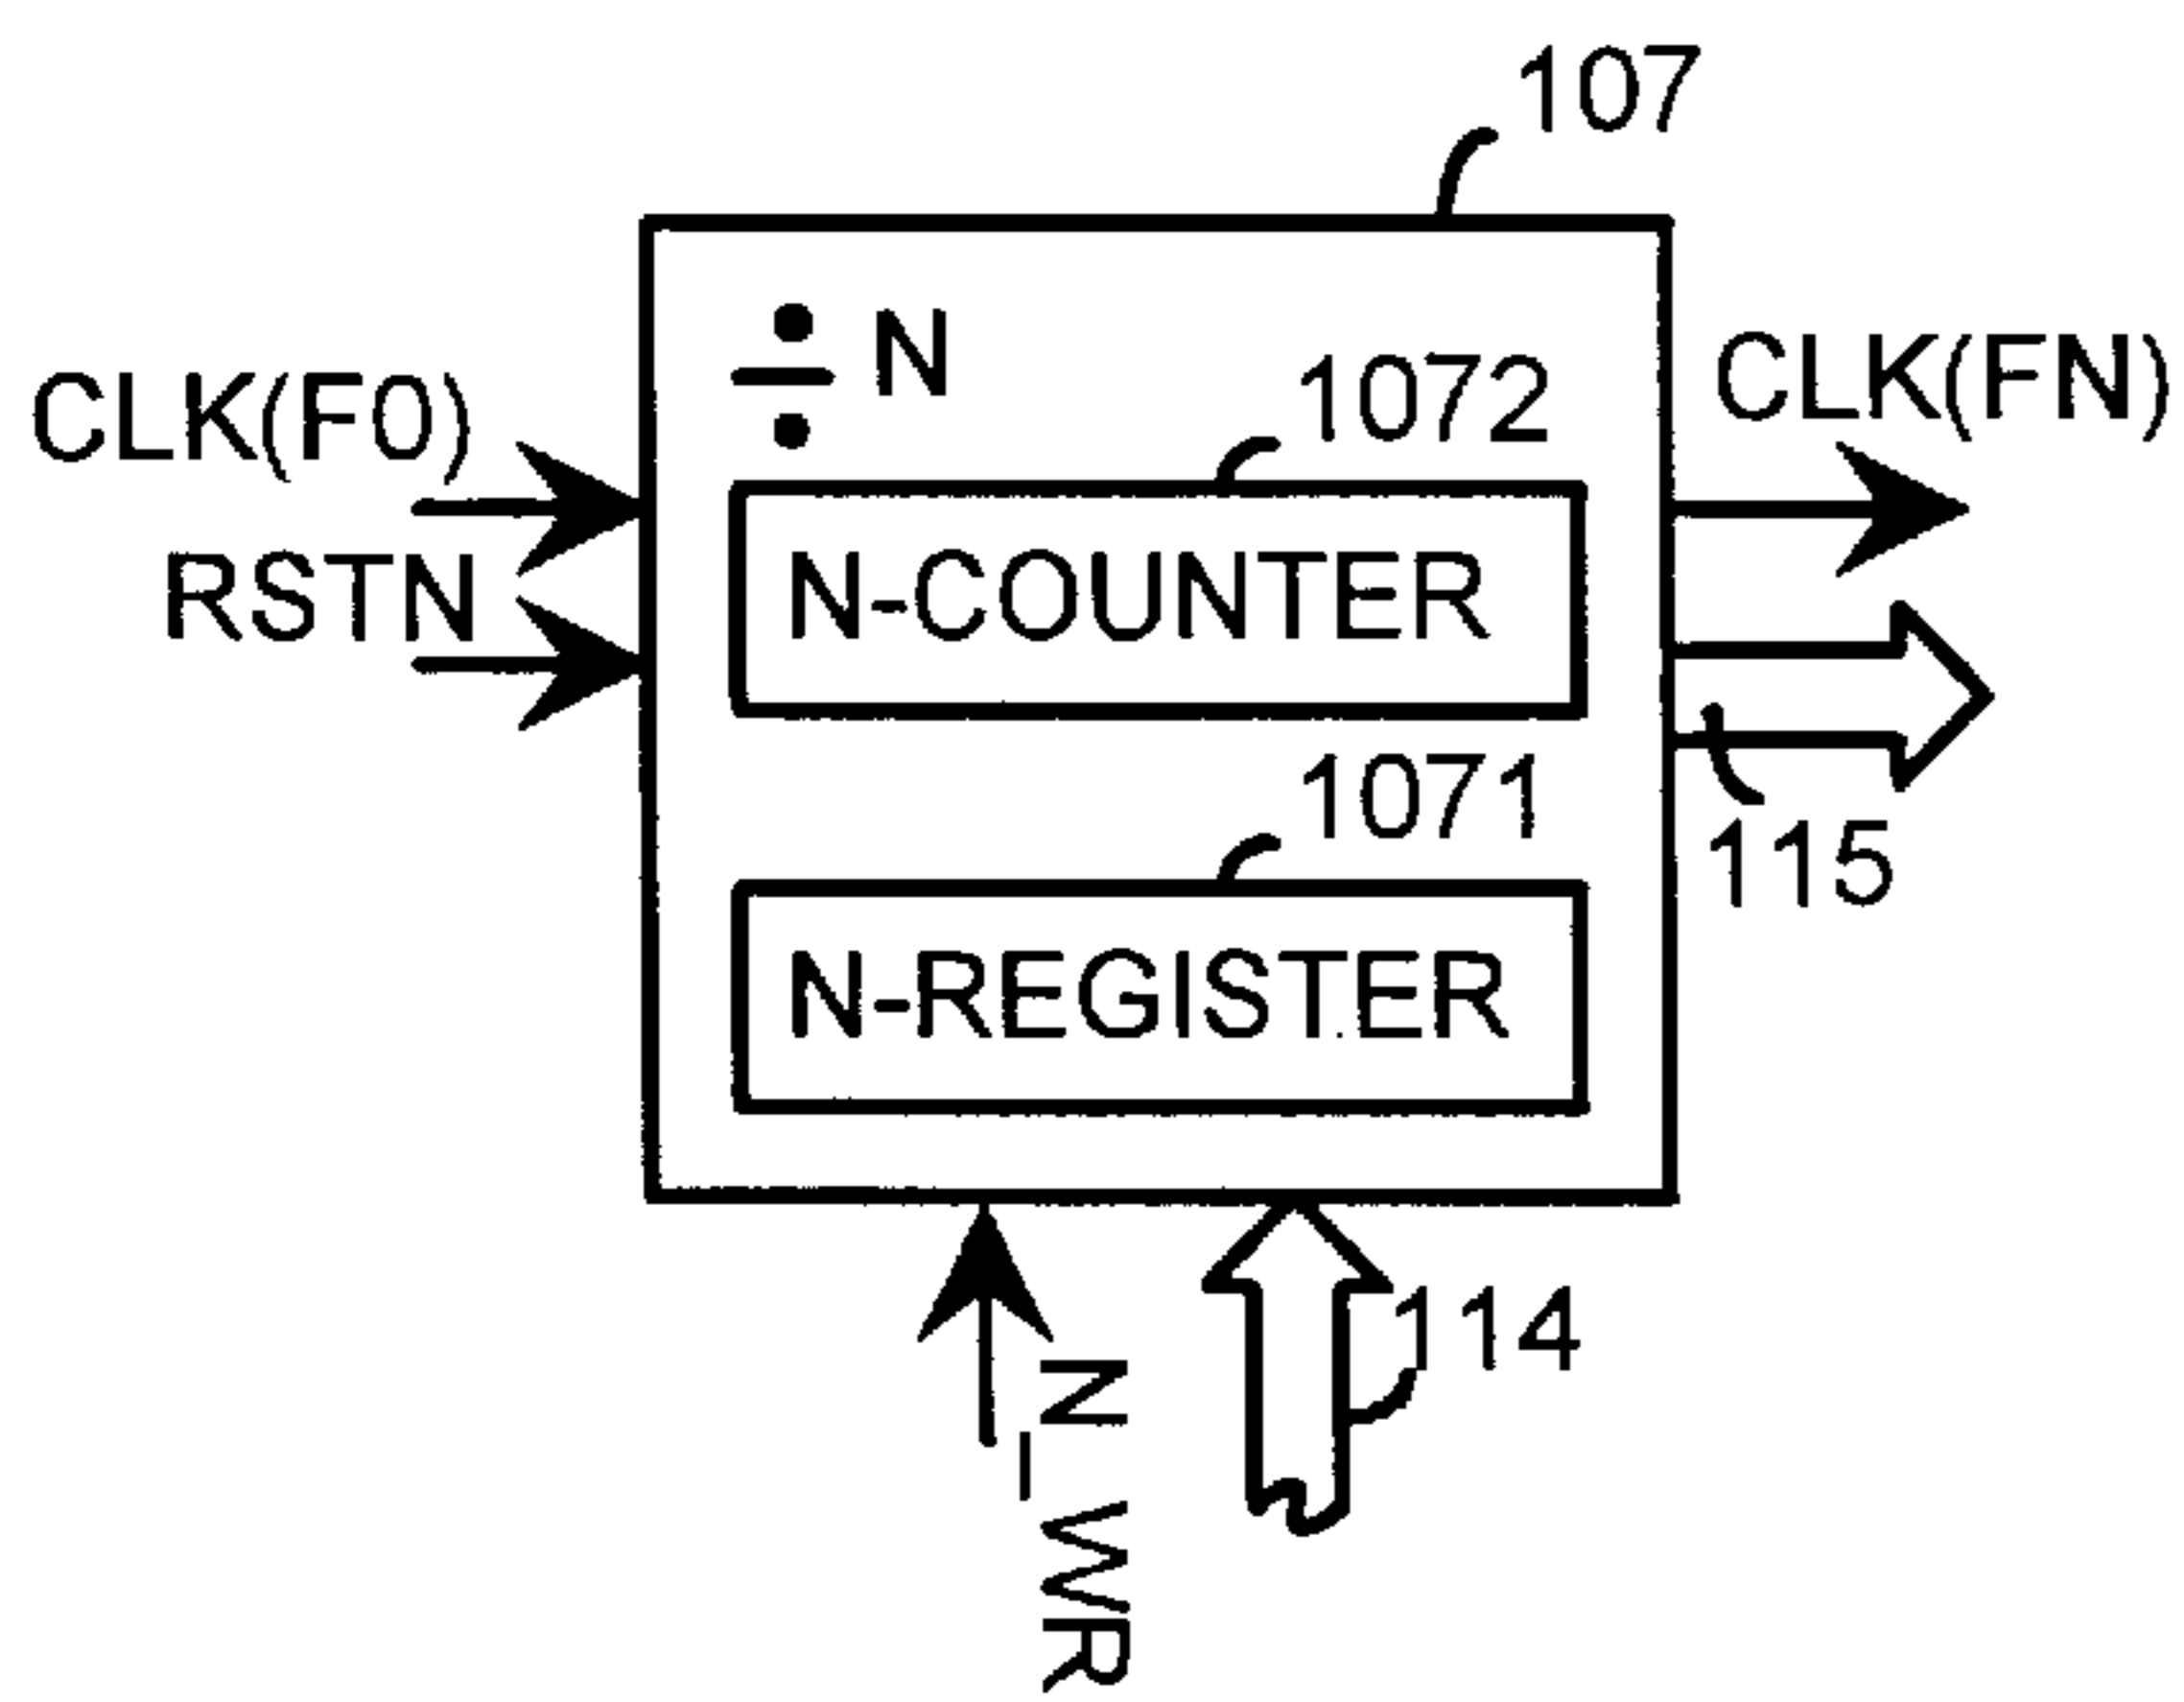 107
÷ N
CLK(F0)
1072
CLK(FN)
RSTN
N-COUNTER
1071
115
N-REGISTER
114
N_WR